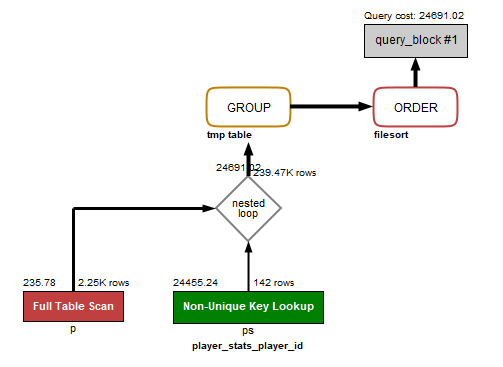 Query cost: 24691.02
query_block #1
GROUP
ORDER
tmp table
filesort
24691.02
239.47K rows
nested
loop
235.78
2.25K rows
24455.24
142 rows
Full Table Scan
Non-Unique Key Lookup
p
ps
player_stats_player_id